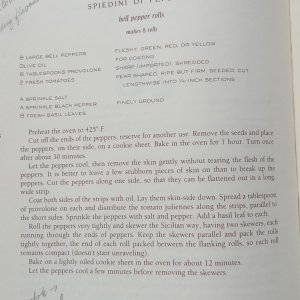 SPIEDINI DI
bell pepper rolls
makes 8 rolls
8 LARGE BELL PEPPERS FLESHY: GREEN, RED, OR YELLOW
OLIVE OIL FOR COATING
8 TABLESPOONS PROVOLONE SHARP (IMPORTED), SHREDDED
2 FRESH TOMATOES PEAR SHAPED, RIPE BUT FIRM, SEEDED, CUT
LENGTHWISE INTO ¼-INCH SECTIONS
A SPRINKLE SALT
A SPRINKLE BLACK PEPPER FINELY GROUND
8 FRESH BASIL LEAVES
Preheat the oven to 425° F.
Cut off the ends of the peppers, reserve for another use. Remove the seeds and place
the peppers, on their side, on a cookie sheet. Bake in the oven for 1 hour. Turn once
after about 30 minutes.
Let the peppers cool, then remove the skin gently without tearing the flesh of the
peppers. It is better to leave a few stubborn pieces of skin on than to break up the
peppers. Cut the peppers along one side, so that they can be flattened out in a long
wide strip.
Coat both sides of the strips with oil. Lay them skin-side down. Spread a tablespoon
of provolone on each and distribute the tomato juliennes along the strips, parallel to
the short sides. Sprinkle the peppers with salt and pepper. Add a basil leaf to each.
Roll the peppers very tightly and skewer the Sicilian way, having two skewers, each
running through the ends of peppers. Keep the skewers parallel and pack the rolls
tightly together, the end of each roll packed between the flanking rolls, so each roll
remains compact (doesn't start unraveling).
Bake on a lightly oiled cookie sheet in the oven for about 12 minutes.
Let the peppers cool a few minutes before removing the skewers.